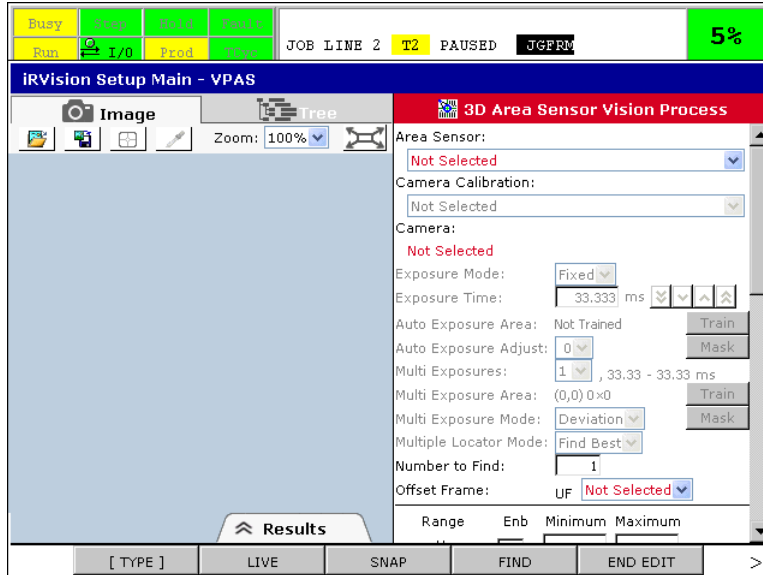 Busy Step Hold Fault
Run I/O Prod TCyc
JOB LINE 2 T2 PAUSED JGFRM
5%
iRVision Setup Main - VPAS
Image
Tree
3D Area Sensor Vision Process
Zoom: 100%
Area Sensor:
Not Selected
Camera Calibration:
Not Selected
Camera:
Not Selected
Exposure Mode: Fixed
Exposure Time: 33.333 ms
Auto Exposure Area: Not Trained Train
Auto Exposure Adjust: 0 Mask
Multi Exposures: 1 , 33.33 - 33.33 ms
Multi Exposure Area: (0,0) 0×0 Train
Multi Exposure Mode: Deviation Mask
Multiple Locator Mode: Find Best
Number to Find: 1
Offset Frame: UF Not Selected
Range Enb Minimum Maximum
Results
[ TYPE ] LIVE SNAP FIND END EDIT >